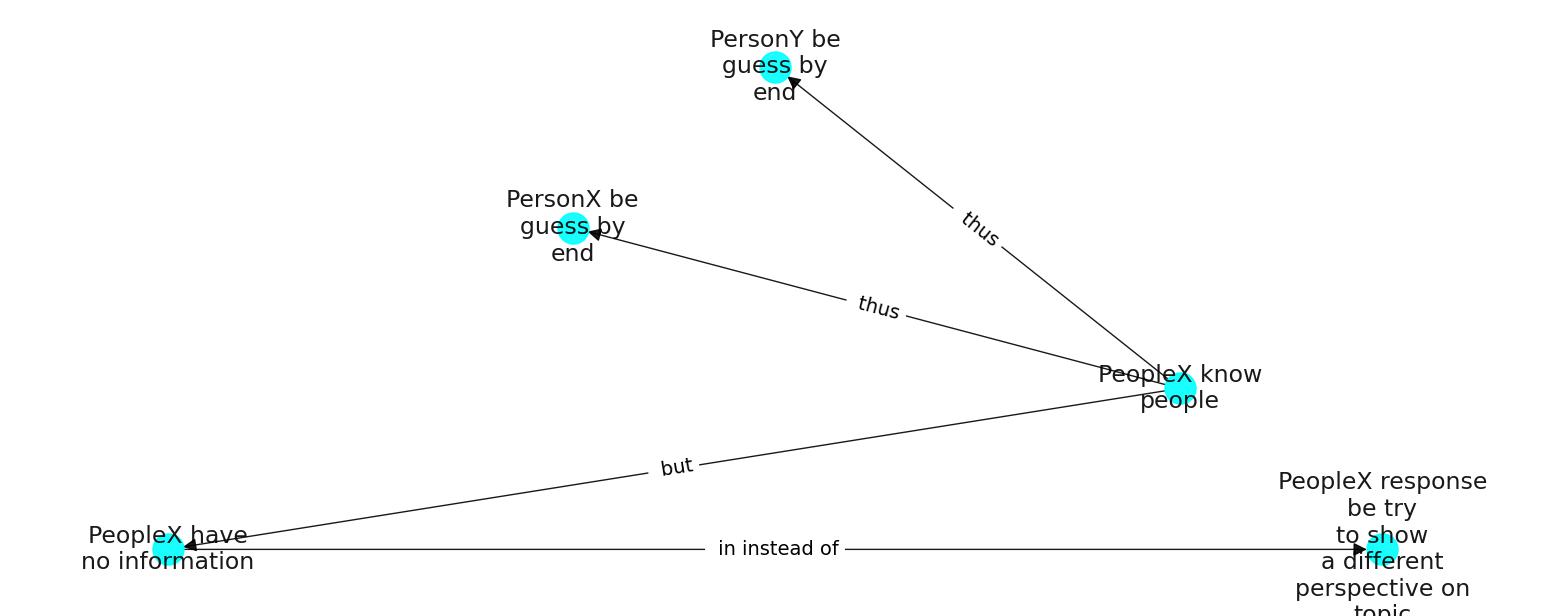 PersonY be
guess by
end
thus
PersonX be
guess by
end
thus
PeopleX know
people
but
PeopleX have
no information
in instead of
PeopleX response
be try
to show
a different
perspective on
topic